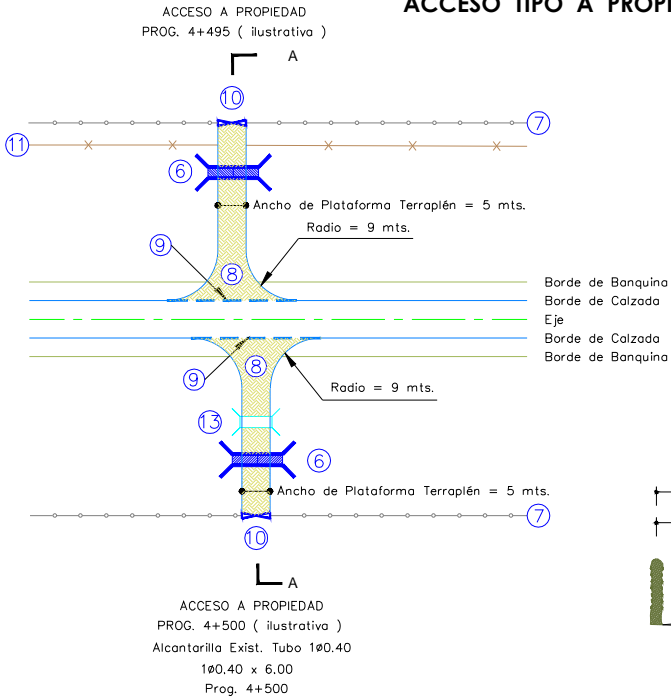 ACCESO TIPO A PROPI
ACCESO A PROPIEDAD
PROG. 4+495 ( ilustrativa )
A
10
7
11
6
Ancho de Plataforma Terraplén = 5 mts.
Radio = 9 mts.
9
8
Borde de Banquina
Borde de Calzada
Eje
Borde de Calzada
Borde de Banquina
9
8
Radio = 9 mts.
13
6
Ancho de Plataforma Terraplén = 5 mts.
7
10
A
ACCESO A PROPIEDAD
PROG. 4+500 ( ilustrativa )
Alcantarilla Exist. Tubo 1ø0.40
1ø0,40 x 6.00
Prog. 4+500